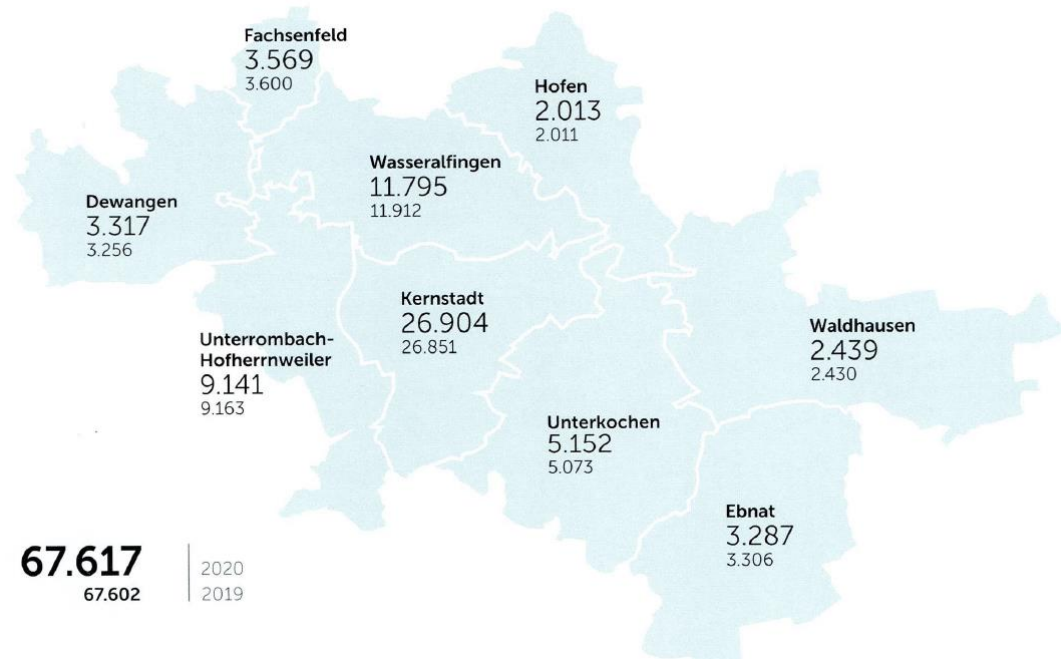 Fachsenfeld
3.569
3.600
Hofen
2.013
2.011
Wasseralfingen
11.795
11.912
Dewangen
3.317
3.256
Kernstadt
26.904
26.851
Waldhausen
2.439
2.430
Unterrombach-
Hofherrnweiler
9.141
9.163
Unterkochen
5.152
5.073
Ebnat
3.287
3.306
67.617
2020
67.602
2019